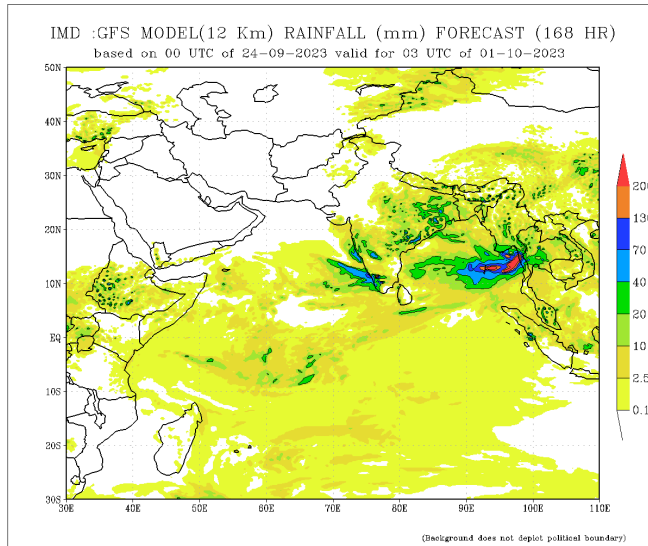 IMD :GFS MODEL(12 Km) RAINFALL (mm) FORECAST (168 HR)
based on 00 UTC of 24-09-2023 valid for 03 UTC of 01-10-2023
50N
40N
30N
20N
10N
EQ
10S
20S
30S
30E 40E 50E 60E 70E 80E 90E 100E 110E
200
130
70
40
20
10
2.5
0.1
(Background does not depict political boundary)